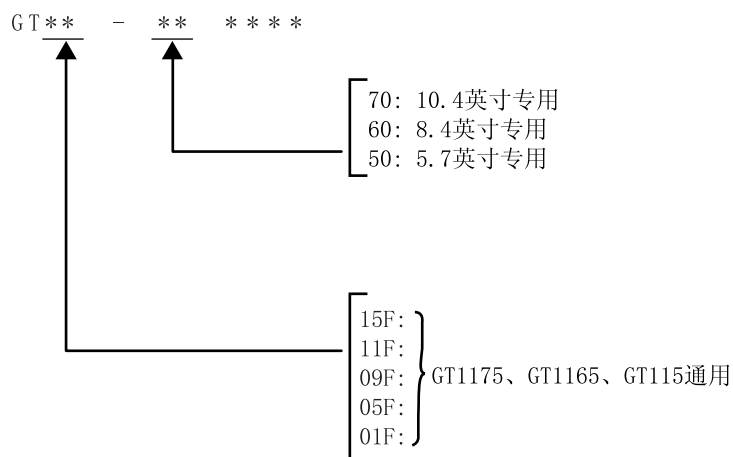 GT** - ** ****
70: 10.4英寸专用
60: 8.4英寸专用
50: 5.7英寸专用
15F:
11F:
09F:
05F:
01F:
GT1175、GT1165、GT115通用